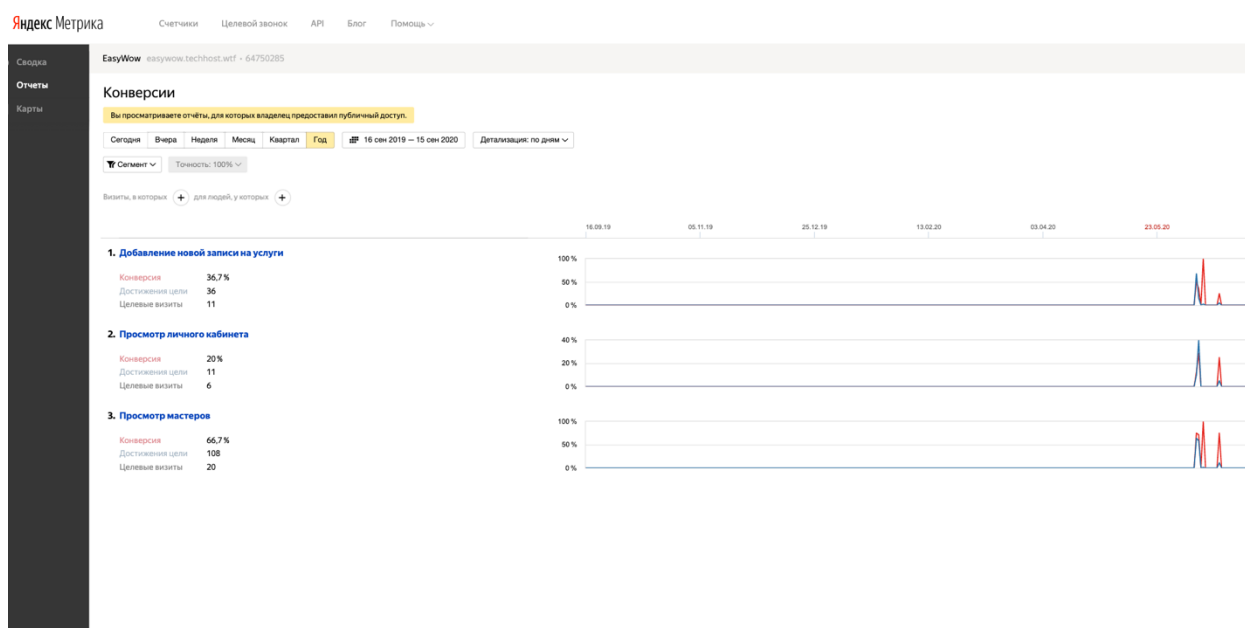 Яндекс Метрика Счетчики Целевой звонок API Блог Помощь
Сводка
Отчеты
Карты
EasyWow easywow.techhost.wtf • 64750285
Конверсии
Вы просматриваете отчёты, для которых владелец предоставил публичный доступ.
Сегодня Вчера Неделя Месяц Квартал Год 16 сен 2019 — 15 сен 2020 Детализация: по дням
Сегмент Точность: 100%
Визиты, в которых + для людей, у которых +
16.09.19 05.11.19 25.12.19 13.02.20 03.04.20 23.05.20
1. Добавление новой записи на услуги
Конверсия 36,7 %
Достижения цели 36
Целевые визиты 11
100 %
50 %
0 %
2. Просмотр личного кабинета
Конверсия 20 %
Достижения цели 11
Целевые визиты 6
40 %
20 %
0 %
3. Просмотр мастеров
Конверсия 66,7 %
Достижения цели 108
Целевые визиты 20
100 %
50 %
0 %